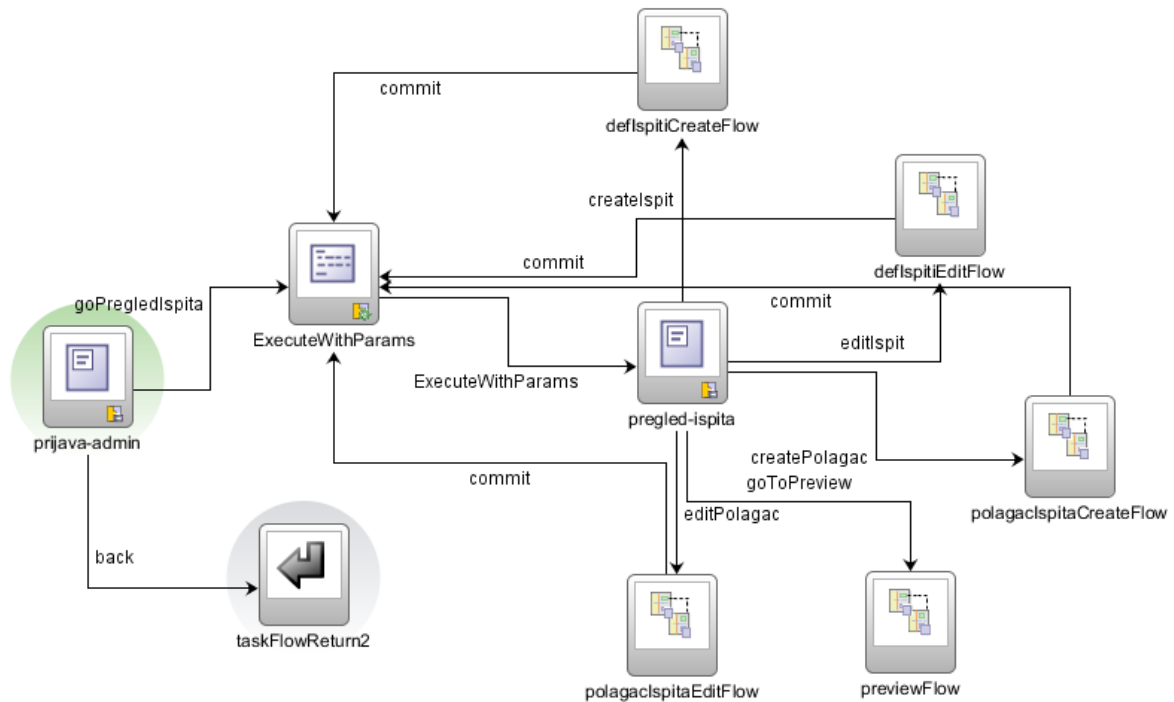 commit
defIspitiCreateFlow
createIspit
defIspitiEditFlow
commit
goPregledIspita
commit
ExecuteWithParams
editIspit
ExecuteWithParams
pregled-ispita
prijava-admin
createPolagac
commit
goToPreview
polagacIspitaCreateFlow
editPolagac
back
taskFlowReturn2
polagacIspitaEditFlow
previewFlow